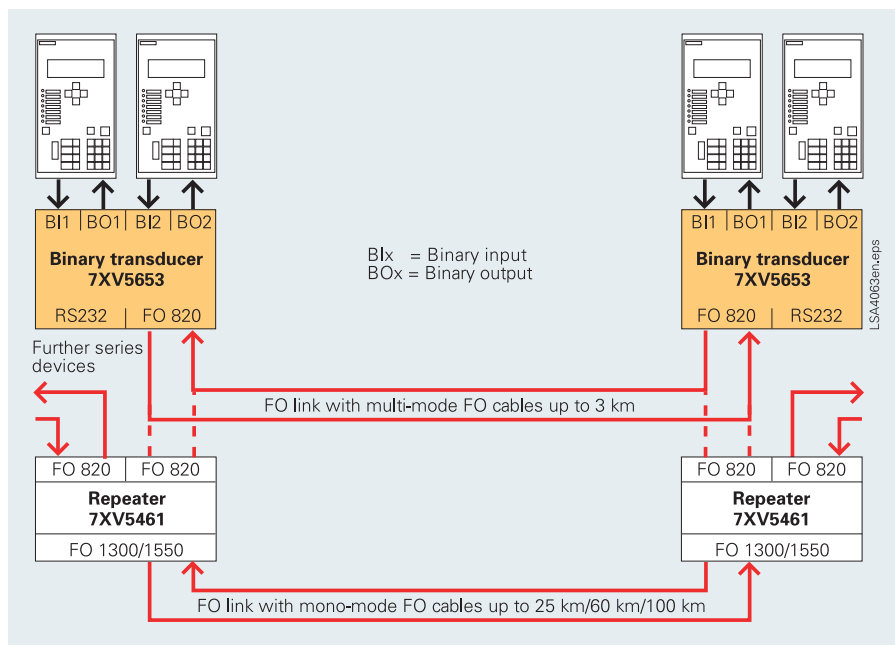 BI1 BO1 BI2 BO2
Binary transducer
7XV5653
RS232 FO 820
BI1 BO1 BI2 BO2
Binary transducer
7XV5653
FO 820 RS232
BIx = Binary input
BOx = Binary output
LSA4063en.eps
Further series
devices
FO link with multi-mode FO cables up to 3 km
FO 820 FO 820
Repeater
7XV5461
FO 1300/1550
FO 820 FO 820
Repeater
7XV5461
FO 1300/1550
FO link with mono-mode FO cables up to 25 km/60 km/100 km